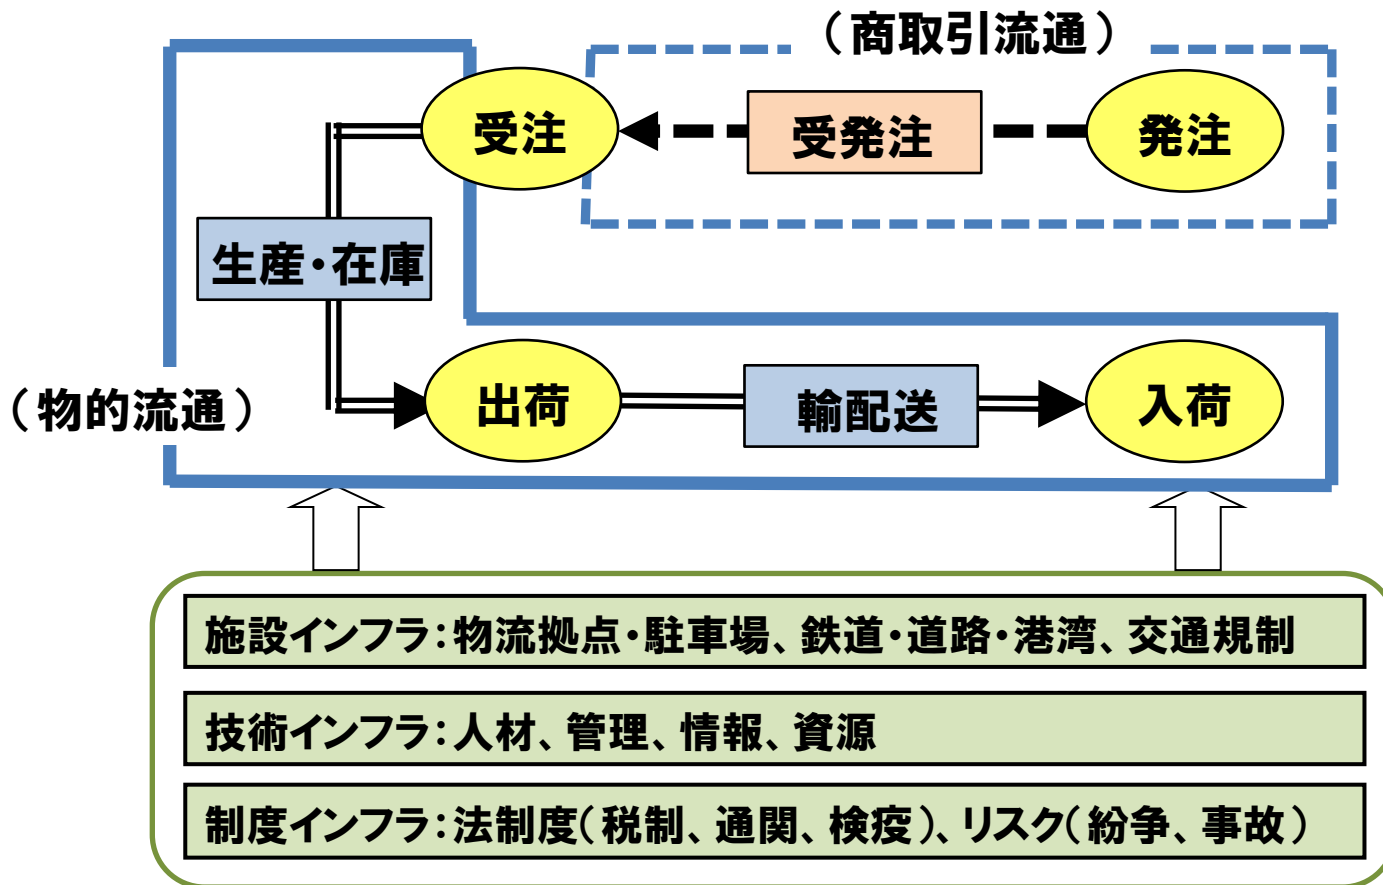 （商取引流通）
受注
受発注
発注
生産・在庫
（物的流通）
出荷
輸配送
入荷
施設インフラ：物流拠点・駐車場、鉄道・道路・港湾、交通規制
技術インフラ：人材、管理、情報、資源
制度インフラ：法制度（税制、通関、検疫）、リスク（紛争、事故）